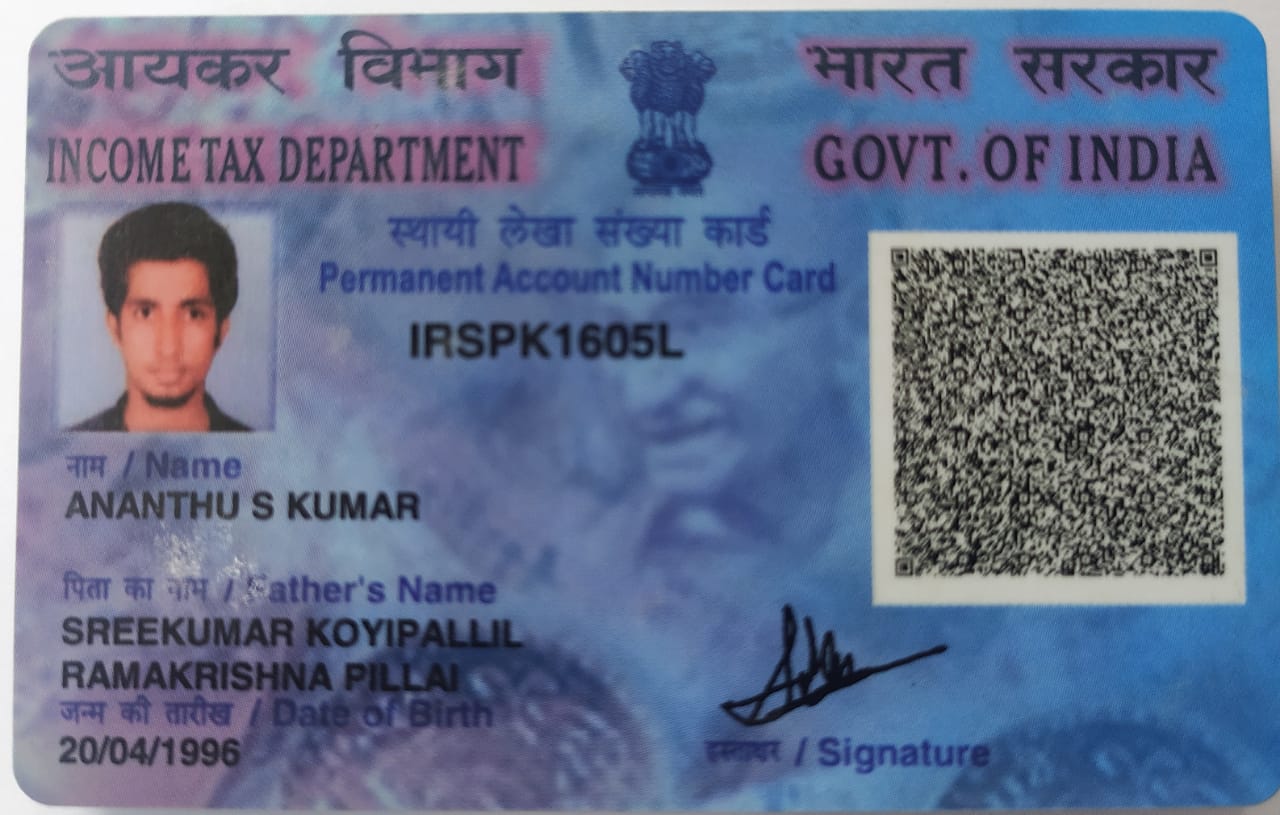 आयकर विभाग
भारत सरकार
INCOME TAX DEPARTMENT
GOVT. OF INDIA
स्थायी लेखा संख्या कार्ड
Permanent Account Number Card
IRSPK1605L
नाम / Name
ANANTHU S KUMAR
पिता का नाम / Father's Name
SREEKUMAR KOYIPALLIL
RAMAKRISHNA PILLAI
जन्म की तारीख / Date of Birth
20/04/1996
हस्ताक्षर / Signature